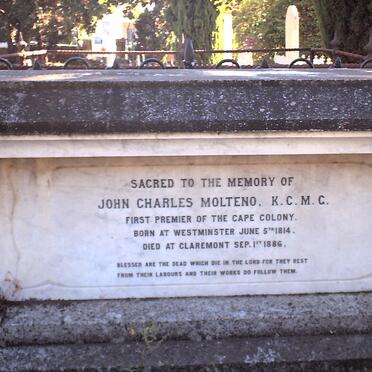 SACRED TO THE MEMORY OF
JOHN CHARLES MOLTENO, K.C.M.G.
FIRST PREMIER OF THE CAPE COLONY.
BORN AT WESTMINSTER JUNE 5TH 1814.
DIED AT CLAREMONT SEP. 1ST 1886.
BLESSED ARE THE DEAD WHICH DIE IN THE LORD FOR THEY REST
FROM THEIR LABOURS AND THEIR WORKS DO FOLLOW THEM.